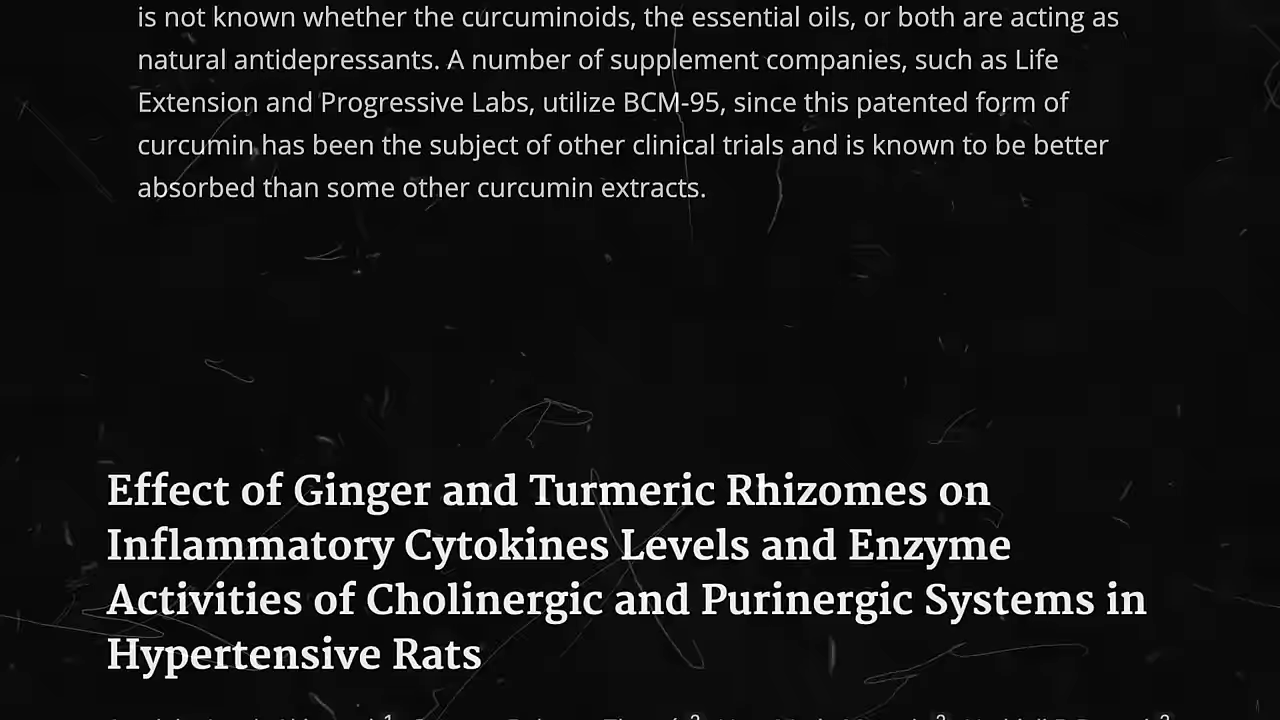 is not known whether the curcuminoids, the essential oils, or both are acting as
natural antidepressants. A number of supplement companies, such as Life
Extension and Progressive Labs, utilize BCM-95, since this patented form of
curcumin has been the subject of other clinical trials and is known to be better
absorbed than some other curcumin extracts.
Effect of Ginger and Turmeric Rhizomes on
Inflammatory Cytokines Levels and Enzyme
Activities of Cholinergic and Purinergic Systems in
Hypertensive Rats